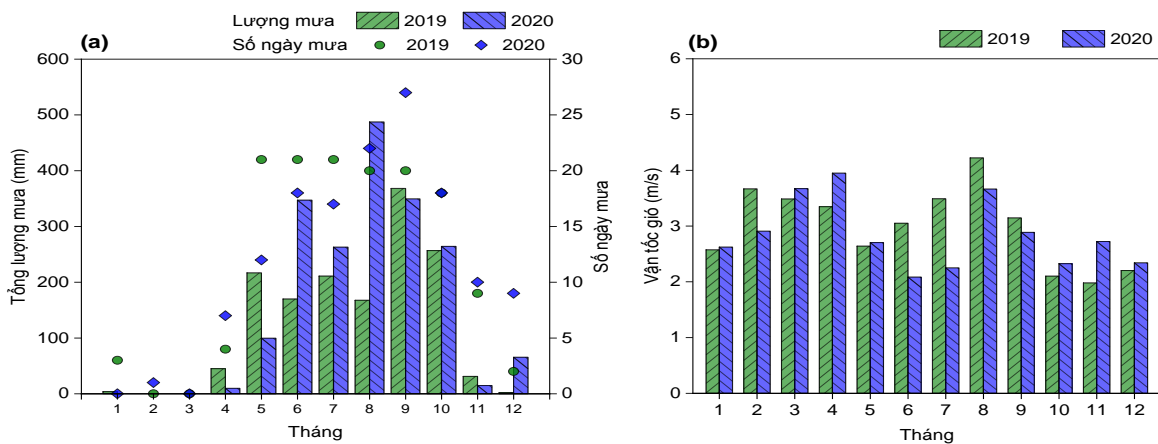 Lượng mưa 2019 2020
Số ngày mưa 2019 2020
(a)
600 30
500 25
400 20
300 15
200 10
100 5
0 0
Tổng lượng mưa (mm)
Số ngày mưa
1 2 3 4 5 6 7 8 9 10 11 12
Tháng
2019 2020
(b)
6
5
4
3
2
1
0
Vận tốc gió (m/s)
1 2 3 4 5 6 7 8 9 10 11 12
Tháng